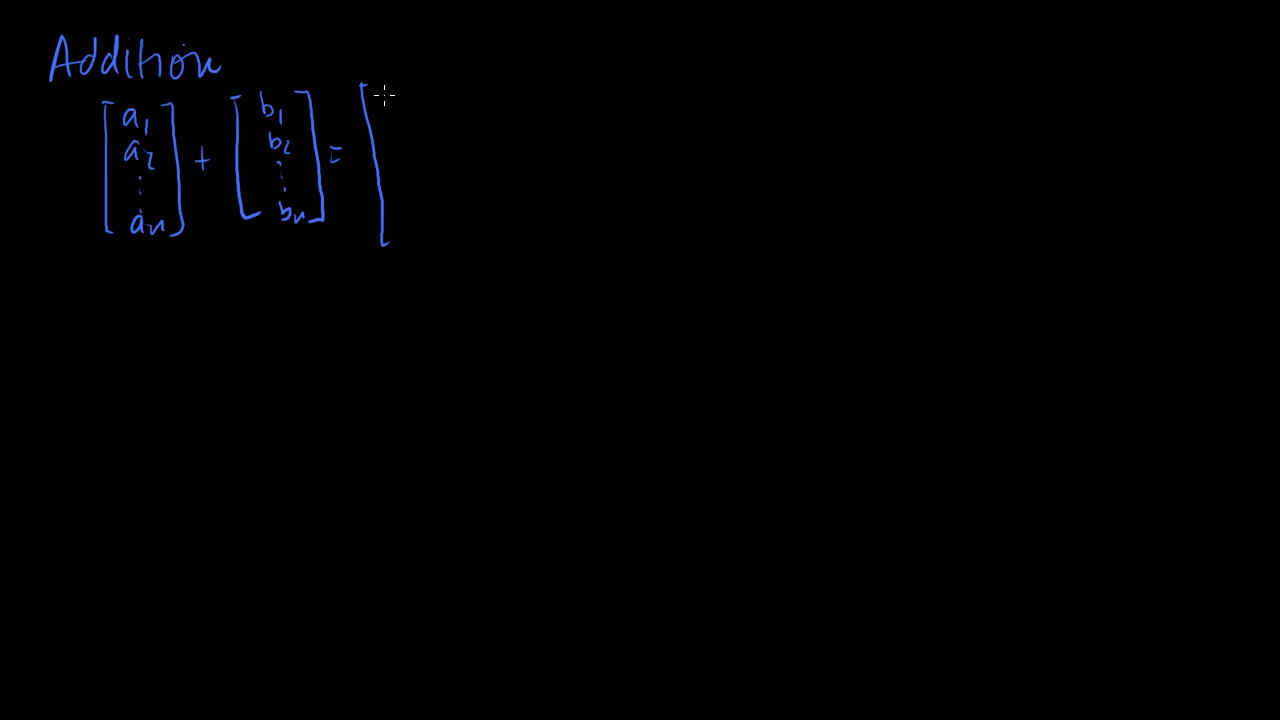 Addition
[a₁ a₂ ⋮ aₙ] + [b₁ b₂ ⋮ bₙ] = [